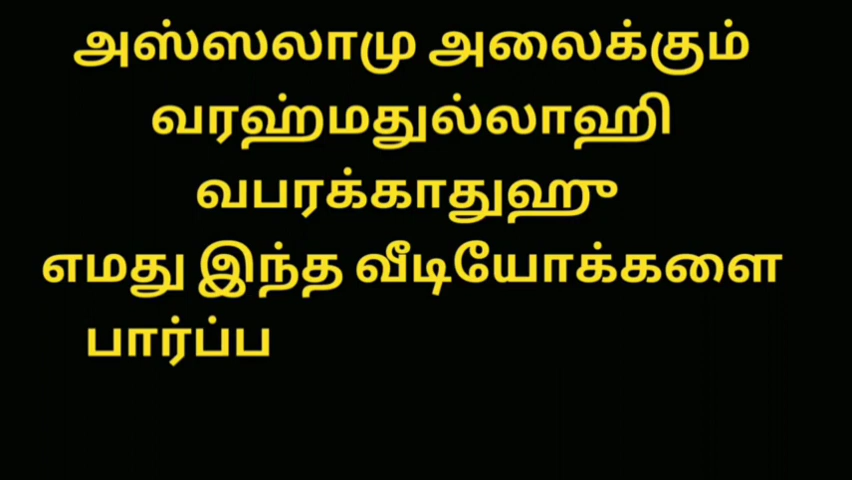 அஸ்ஸலாமு அலைக்கும்
வரஹ்மதுல்லாஹி
வபரக்காதுஹு
எமது இந்த வீடியோக்களை
பார்ப்ப